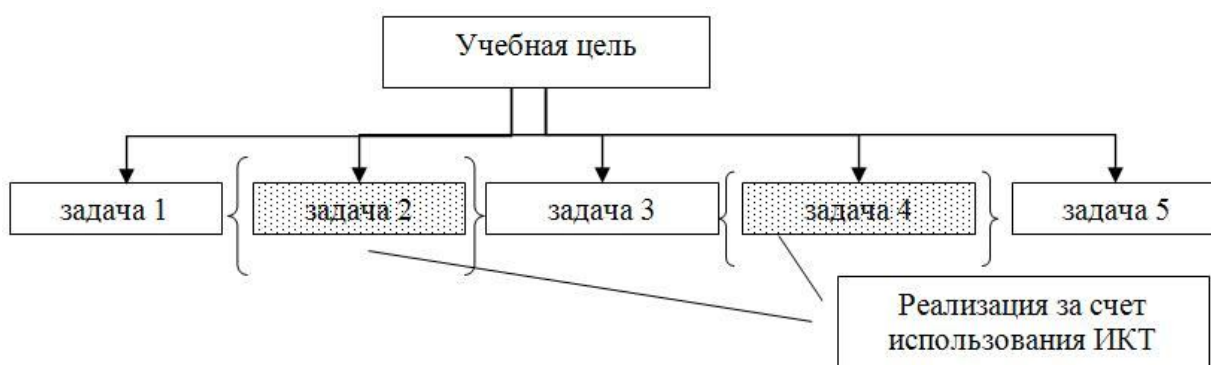 Учебная цель
задача 1
задача 2
задача 3
задача 4
задача 5
Реализация за счет
использования ИКТ